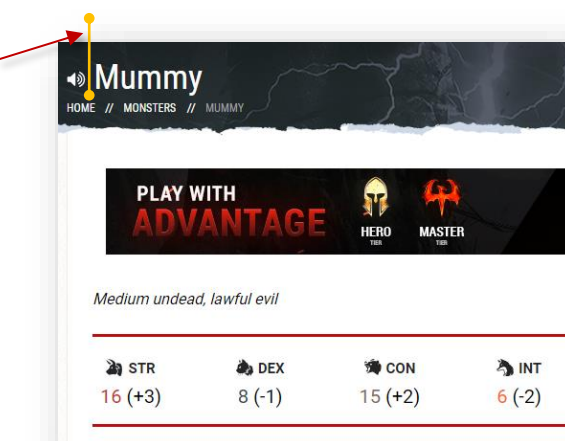 Mummy
HOME // MONSTERS // MUMMY
PLAY WITH
ADVANTAGE
HERO
TIER
MASTER
TIER
Medium undead, lawful evil
STR DEX CON INT
16 (+3) 8 (-1) 15 (+2) 6 (-2)